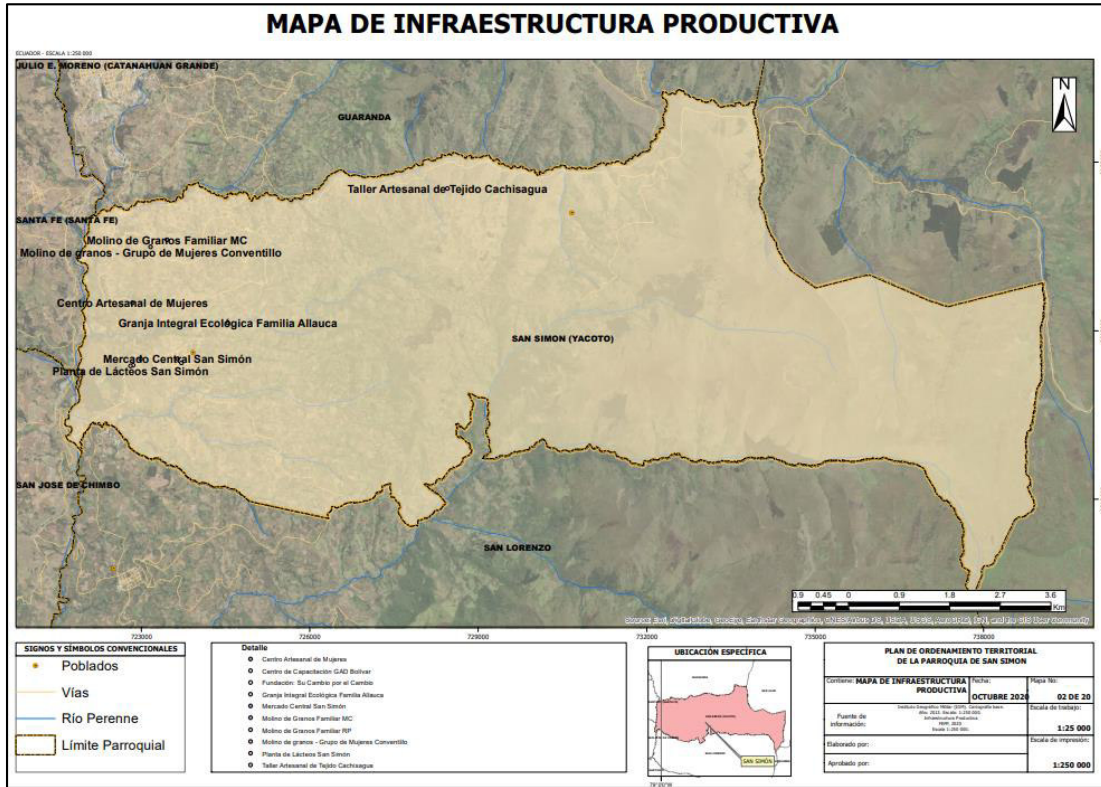 MAPA DE INFRAESTRUCTURA PRODUCTIVA
ECUADOR - ESCALA 1:250 000
JULIO E. MORENO (CATANAHUAN GRANDE)
GUARANDA
N
Taller Artesanal de Tejido Cachisagua
SANTA FE (SANTA FE)
Molino de Granos Familiar MC
Molino de granos - Grupo de Mujeres Conventillo
Centro Artesanal de Mujeres
Granja Integral Ecológica Familia Allauca
SAN SIMON (YACOTO)
Mercado Central San Simón
Planta de Lácteos San Simón
SAN JOSE DE CHIMBO
SAN LORENZO
0.9 0.45 0 0.9 1.8 2.7 3.6
Km
723000 726000 729000 732000 735000 738000
SIGNOS Y SÍMBOLOS CONVENCIONALES
Poblados
Vías
Río Perenne
Límite Parroquial
Detalle
Centro Artesanal de Mujeres
Centro de Capacitación GAD Bolívar
Fundación: Su Cambio por el Cambio
Granja Integral Ecológica Familia Allauca
Mercado Central San Simón
Molino de Granos Familiar MC
Molino de Granos Familiar RP
Molino de granos - Grupo de Mujeres Conventillo
Planta de Lácteos San Simón
Taller Artesanal de Tejido Cachisagua
UBICACIÓN ESPECÍFICA
SAN SIMÓN
PLAN DE ORDENAMIENTO TERRITORIAL
DE LA PARROQUIA DE SAN SIMON
Contiene: MAPA DE INFRAESTRUCTURA
PRODUCTIVA
Fecha:
OCTUBRE 2020
Mapa No:
02 DE 20
Fuente de
información:
Escala de trabajo:
1:25 000
Elaborado por:
Escala de impresión:
Aprobado por:
1:250 000